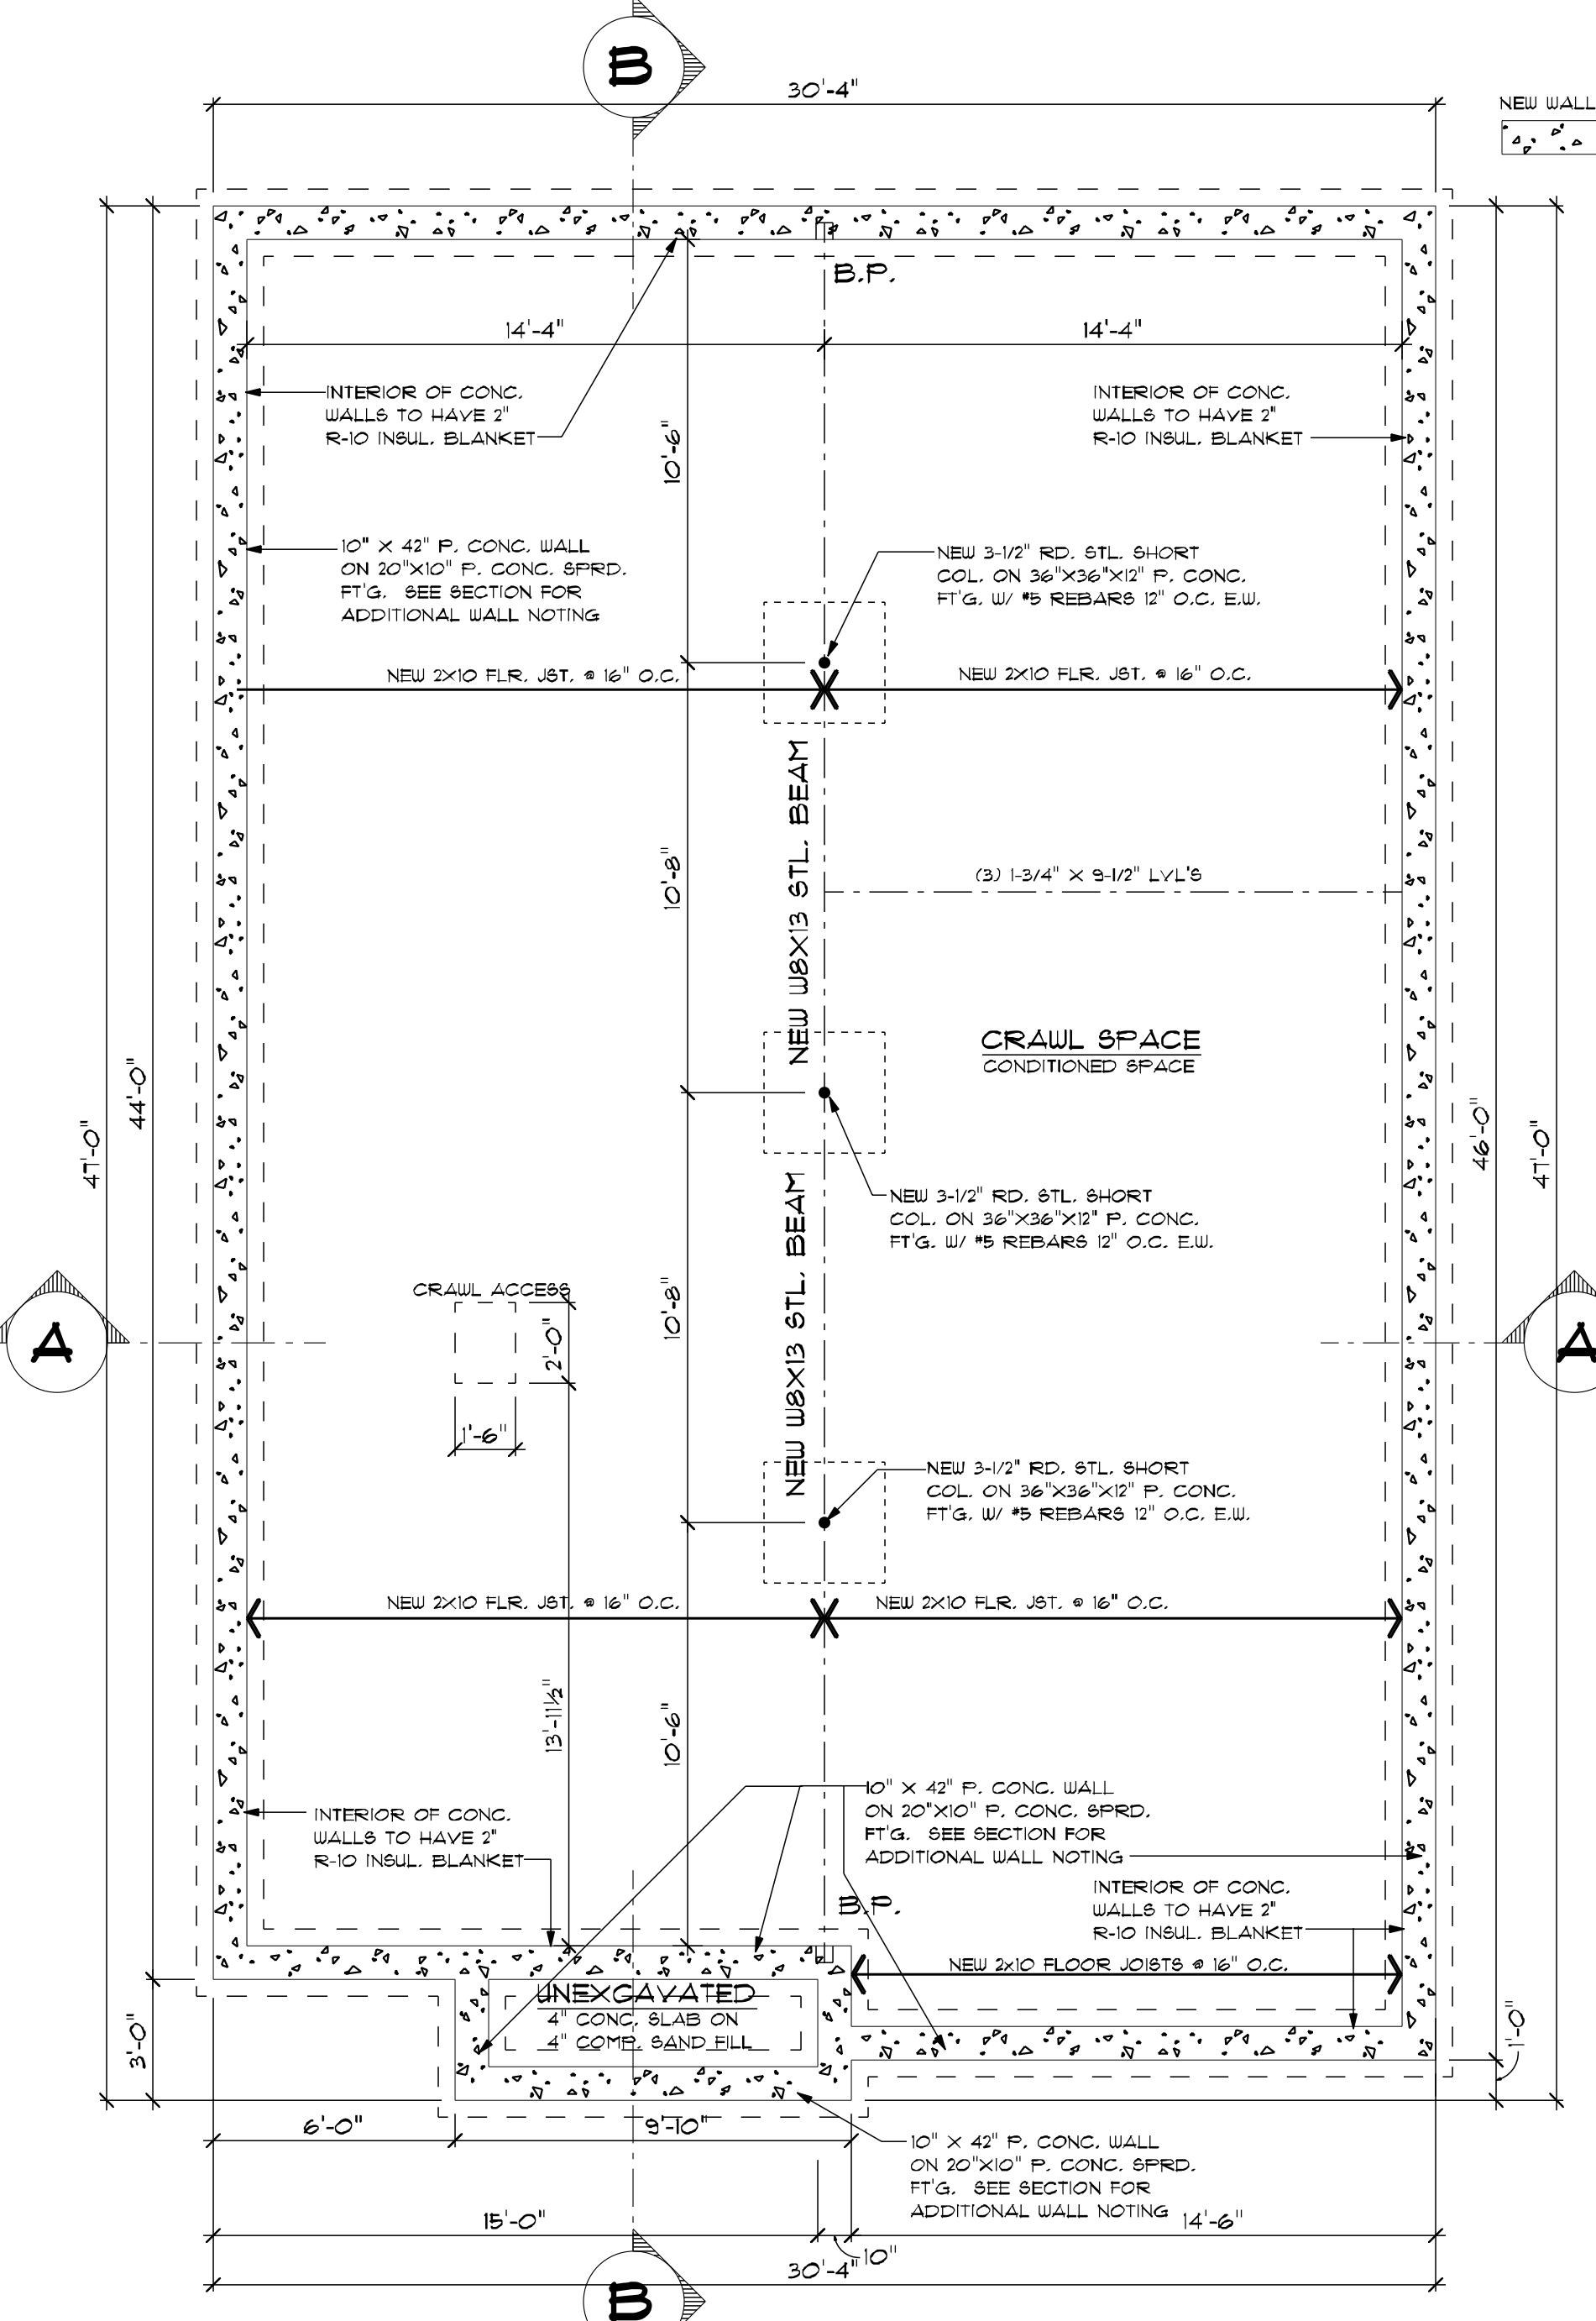 B
30'-4"
NEW WALL
B.P.
14'-4"
14'-4"
INTERIOR OF CONC.
WALLS TO HAVE 2"
R-10 INSUL. BLANKET
INTERIOR OF CONC.
WALLS TO HAVE 2"
R-10 INSUL. BLANKET
10'-6"
10" X 42" P. CONC. WALL
ON 20"X10" P. CONC. SPRD.
FT'G.  SEE SECTION FOR
ADDITIONAL WALL NOTING
NEW 3-1/2" RD. STL. SHORT
COL. ON 36"X36"X12" P. CONC.
FT'G. W/ #5 REBARS 12" O.C. E.W.
NEW 2X10 FLR. JST. @ 16" O.C.
NEW 2X10 FLR. JST. @ 16" O.C.
NEW W8X13 STL. BEAM
10'-8"
(3) 1-3/4" X 9-1/2" LVL'S
CRAWL SPACE
CONDITIONED SPACE
47'-0"
44'-0"
46'-0"
47'-0"
NEW 3-1/2" RD. STL. SHORT
COL. ON 36"X36"X12" P. CONC.
FT'G. W/ #5 REBARS 12" O.C. E.W.
NEW W8X13 STL. BEAM
CRAWL ACCESS
10'-8"
2'-0"
A
A
1'-6"
NEW 3-1/2" RD. STL. SHORT
COL. ON 36"X36"X12" P. CONC.
FT'G. W/ #5 REBARS 12" O.C. E.W.
NEW 2X10 FLR. JST. @ 16" O.C.
NEW 2X10 FLR. JST. @ 16" O.C.
13'-11½"
10'-6"
10" X 42" P. CONC. WALL
ON 20"X10" P. CONC. SPRD.
FT'G.  SEE SECTION FOR
ADDITIONAL WALL NOTING
INTERIOR OF CONC.
WALLS TO HAVE 2"
R-10 INSUL. BLANKET
INTERIOR OF CONC.
WALLS TO HAVE 2"
R-10 INSUL. BLANKET
B.P.
NEW 2x10 FLOOR JOISTS @ 16" O.C.
UNEXCAVATED
4" CONC. SLAB ON
4" COMP. SAND FILL
3'-0"
1'-0"
6'-0"
9'-10"
10" X 42" P. CONC. WALL
ON 20"X10" P. CONC. SPRD.
FT'G.  SEE SECTION FOR
ADDITIONAL WALL NOTING
15'-0"
14'-6"
10"
30'-4"
B